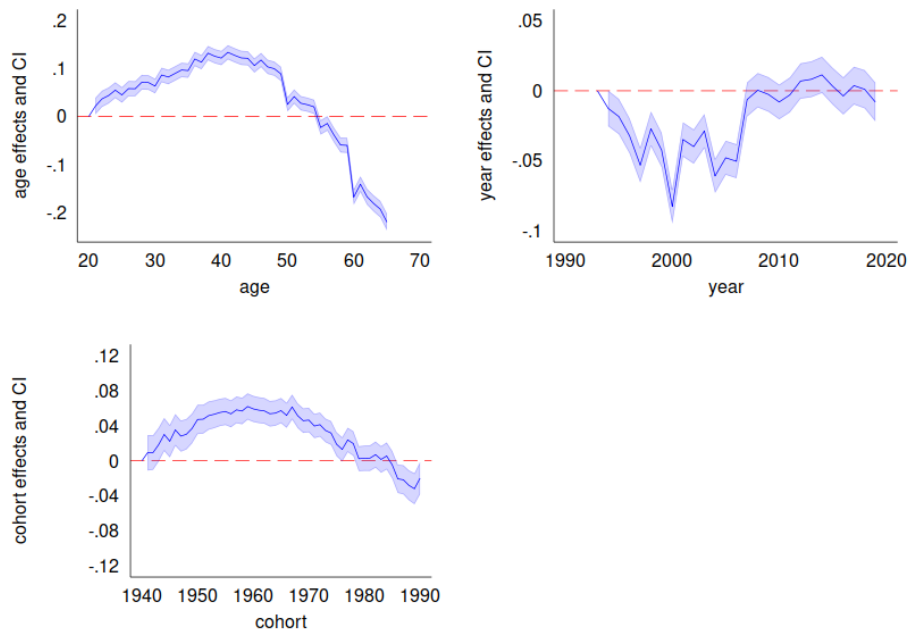 age effects and CI
.2
.1
0
-.1
-.2
20 30 40 50 60 70
age
year effects and CI
.05
0
-.05
-.1
1990 2000 2010 2020
year
cohort effects and CI
.12
.08
.04
0
-.04
-.08
-.12
1940 1950 1960 1970 1980 1990
cohort